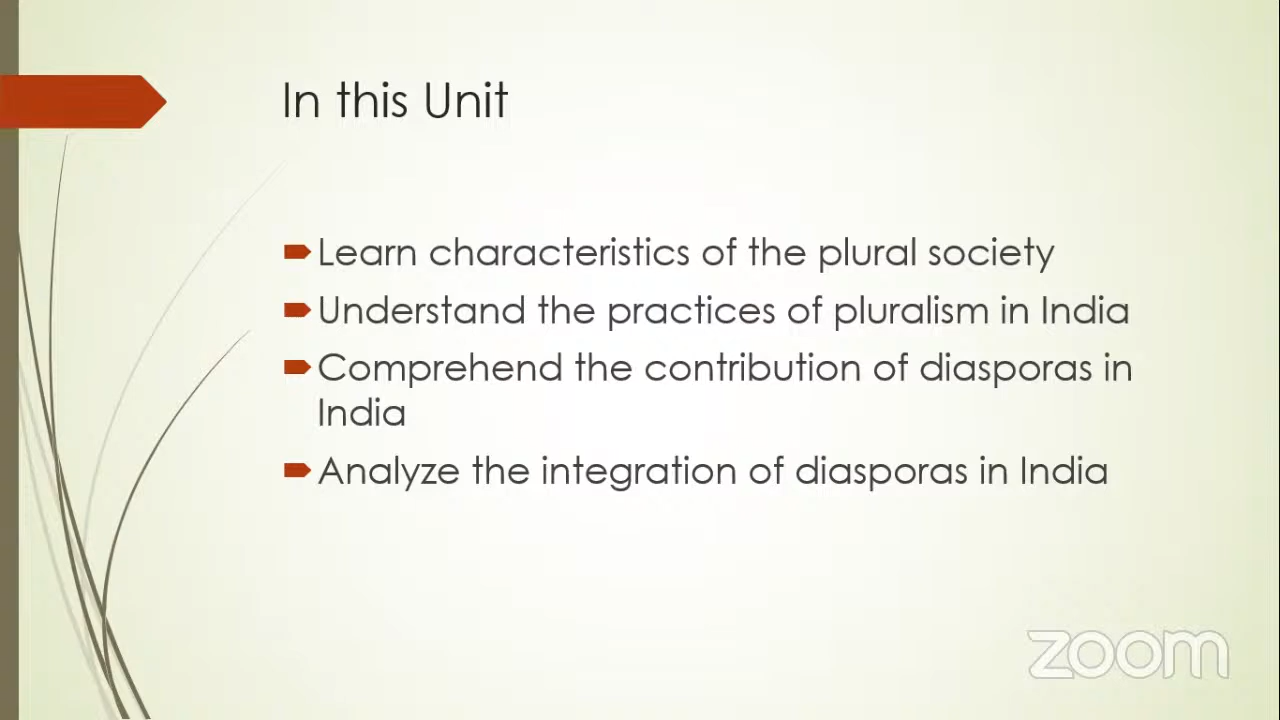 In this Unit
Learn characteristics of the plural society
Understand the practices of pluralism in India
Comprehend the contribution of diasporas in
India
Analyze the integration of diasporas in India
zoom